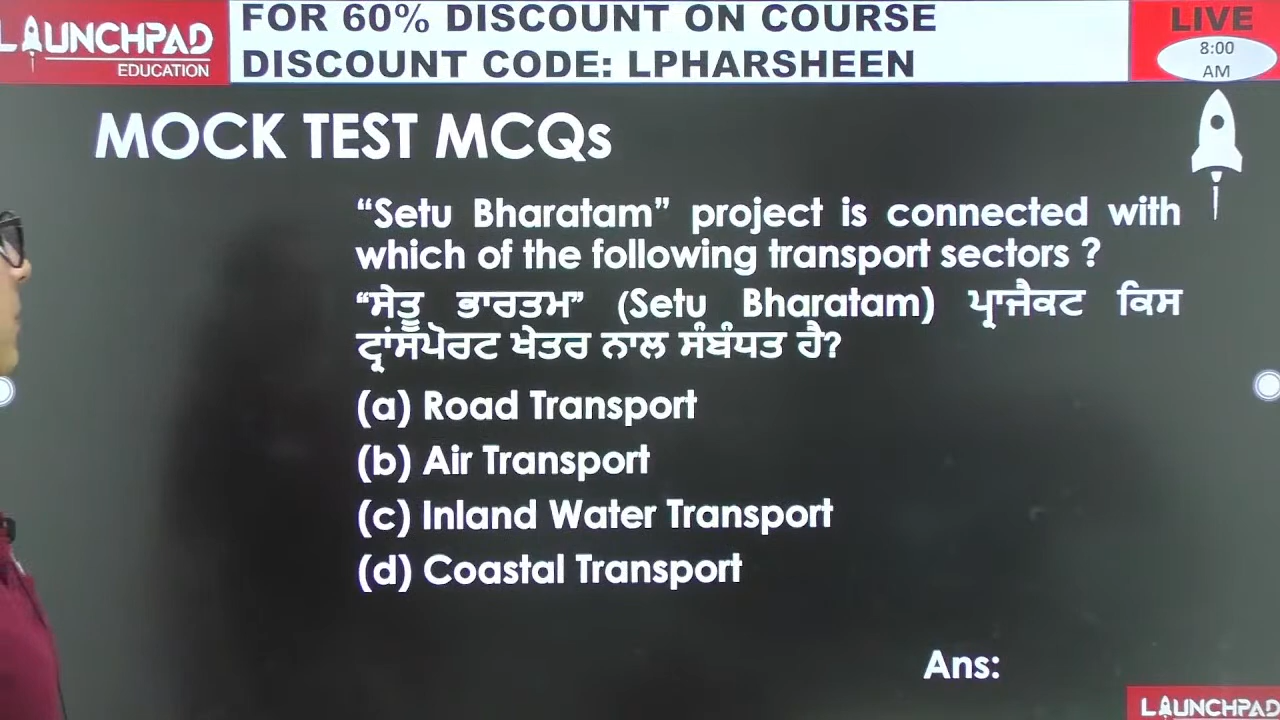 LAUNCHPAD
EDUCATION
FOR 60% DISCOUNT ON COURSE
DISCOUNT CODE: LPHARSHEEN
LIVE
8:00
AM
MOCK TEST MCQs
“Setu Bharatam” project is connected with
which of the following transport sectors ?
“ਸੇਤੂ ਭਾਰਤਮ” (Setu Bharatam) ਪ੍ਰਾਜੈਕਟ ਕਿਸ
ਟ੍ਰਾਂਸਪੋਰਟ ਖੇਤਰ ਨਾਲ ਸੰਬੰਧਤ ਹੈ?
(a) Road Transport
(b) Air Transport
(c) Inland Water Transport
(d) Coastal Transport
Ans:
LAUNCHPAD